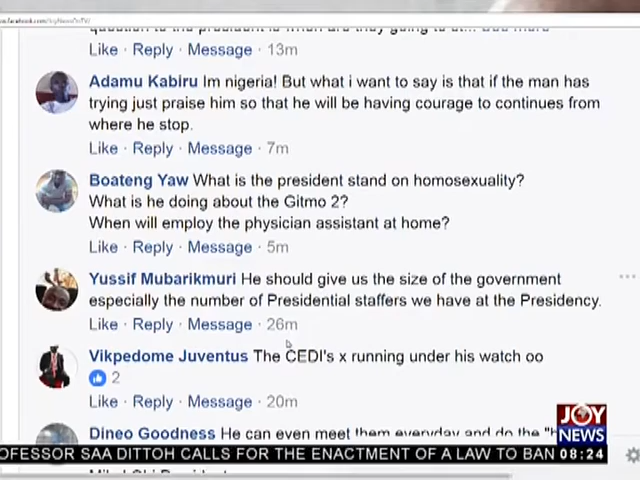 Like · Reply · Message · 13m
Adamu Kabiru Im nigeria! But what i want to say is that if the man has
trying just praise him so that he will be having courage to continues from
where he stop.
Like · Reply · Message · 7m
Boateng Yaw What is the president stand on homosexuality?
What is he doing about the Gitmo 2?
When will employ the physician assistant at home?
Like · Reply · Message · 5m
Yussif Mubarikmuri He should give us the size of the government
especially the number of Presidential staffers we have at the Presidency.
Like · Reply · Message · 26m
Vikpedome Juventus The CEDI's x running under his watch oo
2
Like · Reply · Message · 20m
Dineo Goodness He can even meet them everyday and do the "h
JOY
NEWS
OFESSOR SAA DITTOH CALLS FOR THE ENACTMENT OF A LAW TO BAN 08:24